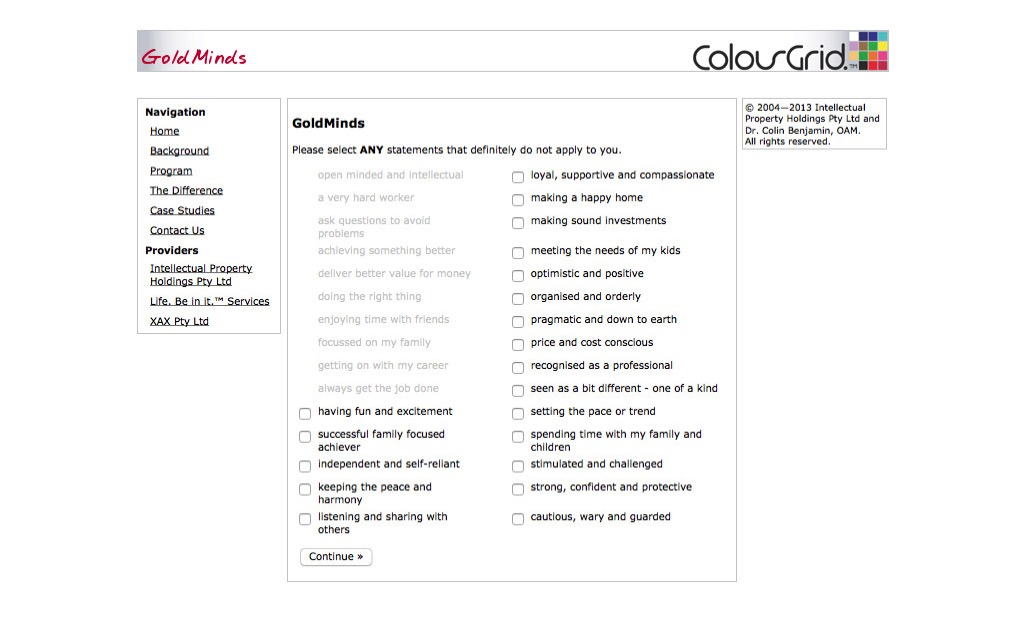 GoldMinds
ColourGrid.™
Navigation
Home
Background
Program
The Difference
Case Studies
Contact Us
Providers
Intellectual Property
Holdings Pty Ltd
Life. Be in it.™ Services
XAX Pty Ltd
GoldMinds
Please select ANY statements that definitely do not apply to you.
open minded and intellectual
a very hard worker
ask questions to avoid
problems
achieving something better
deliver better value for money
doing the right thing
enjoying time with friends
focussed on my family
getting on with my career
always get the job done
having fun and excitement
successful family focused
achiever
independent and self-reliant
keeping the peace and
harmony
listening and sharing with
others
loyal, supportive and compassionate
making a happy home
making sound investments
meeting the needs of my kids
optimistic and positive
organised and orderly
pragmatic and down to earth
price and cost conscious
recognised as a professional
seen as a bit different - one of a kind
setting the pace or trend
spending time with my family and
children
stimulated and challenged
strong, confident and protective
cautious, wary and guarded
Continue »
© 2004—2013 Intellectual
Property Holdings Pty Ltd and
Dr. Colin Benjamin, OAM.
All rights reserved.